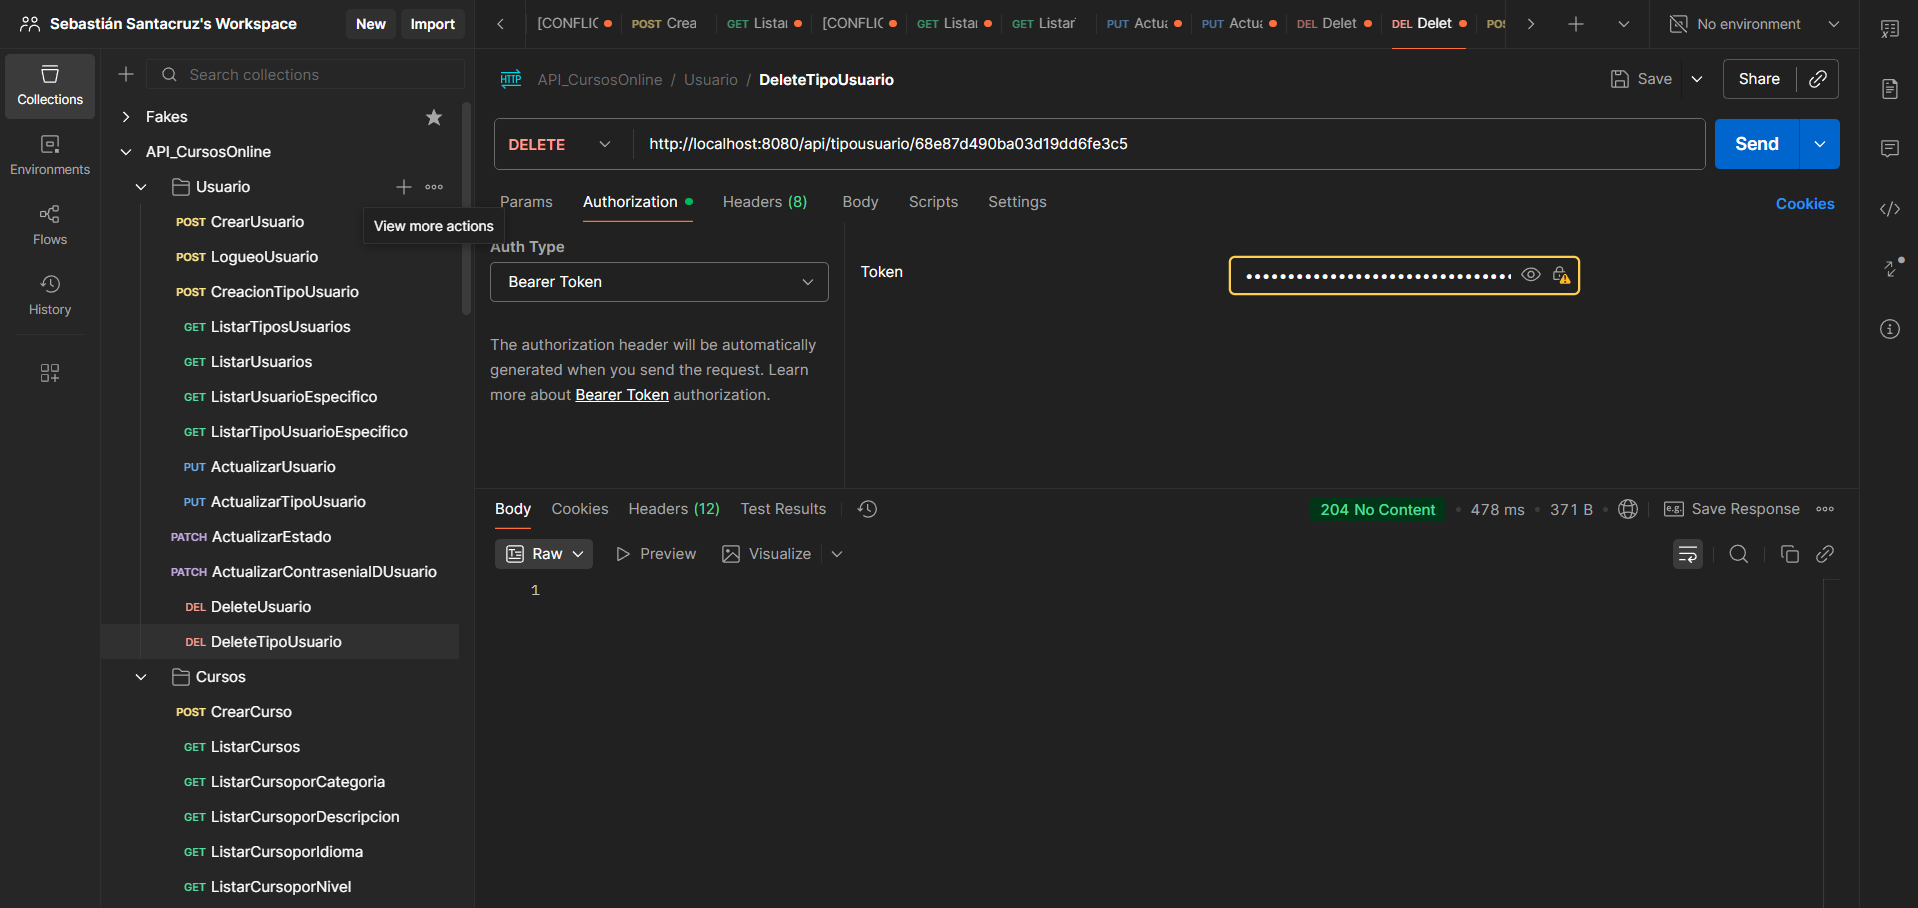 Sebastián Santacruz's Workspace
New
Import
[CONFLIC
POST Crea
GET Listar
[CONFLIC
GET Listar
GET Listar
PUT Actua
PUT Actua
DEL Delet
DEL Delet
POS
No environment
Collections
Environments
Flows
History
Search collections
Fakes
API_CursosOnline
Usuario
POST CrearUsuario
View more actions
POST LogueoUsuario
POST CreacionTipoUsuario
GET ListarTiposUsuarios
GET ListarUsuarios
GET ListarUsuarioEspecifico
GET ListarTipoUsuarioEspecifico
PUT ActualizarUsuario
PUT ActualizarTipoUsuario
PATCH ActualizarEstado
PATCH ActualizarContraseniaIDUsuario
DEL DeleteUsuario
DEL DeleteTipoUsuario
Cursos
POST CrearCurso
GET ListarCursos
GET ListarCursoporCategoria
GET ListarCursoporDescripcion
GET ListarCursoporIdioma
GET ListarCursoporNivel
HTTP API_CursosOnline / Usuario / DeleteTipoUsuario
Save
Share
DELETE http://localhost:8080/api/tipousuario/68e87d490ba03d19dd6fe3c5
Send
Params Authorization Headers (8) Body Scripts Settings
Cookies
Auth Type
Bearer Token
The authorization header will be automatically
generated when you send the request. Learn
more about Bearer Token authorization.
Token
Body Cookies Headers (12) Test Results
204 No Content • 478 ms • 371 B
e.g. Save Response
Raw Preview Visualize
1